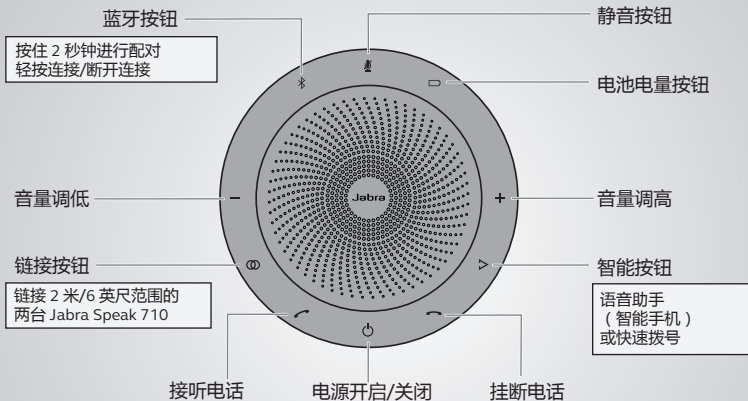 蓝牙按钮
按住 2 秒钟进行配对
轻按连接/断开连接
静音按钮
电池电量按钮
音量调低
Jabra
音量调高
链接按钮
链接 2 米/6 英尺范围的
两台 Jabra Speak 710
智能按钮
语音助手
（智能手机）
或快速拨号
接听电话
电源开启/关闭
挂断电话